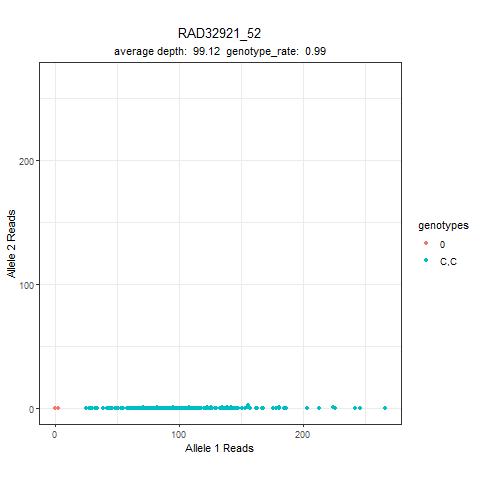 RAD32921_52
average depth:  99.12  genotype_rate:  0.99
Allele 2 Reads
200
100
0
0
100
200
Allele 1 Reads
genotypes
0
C,C